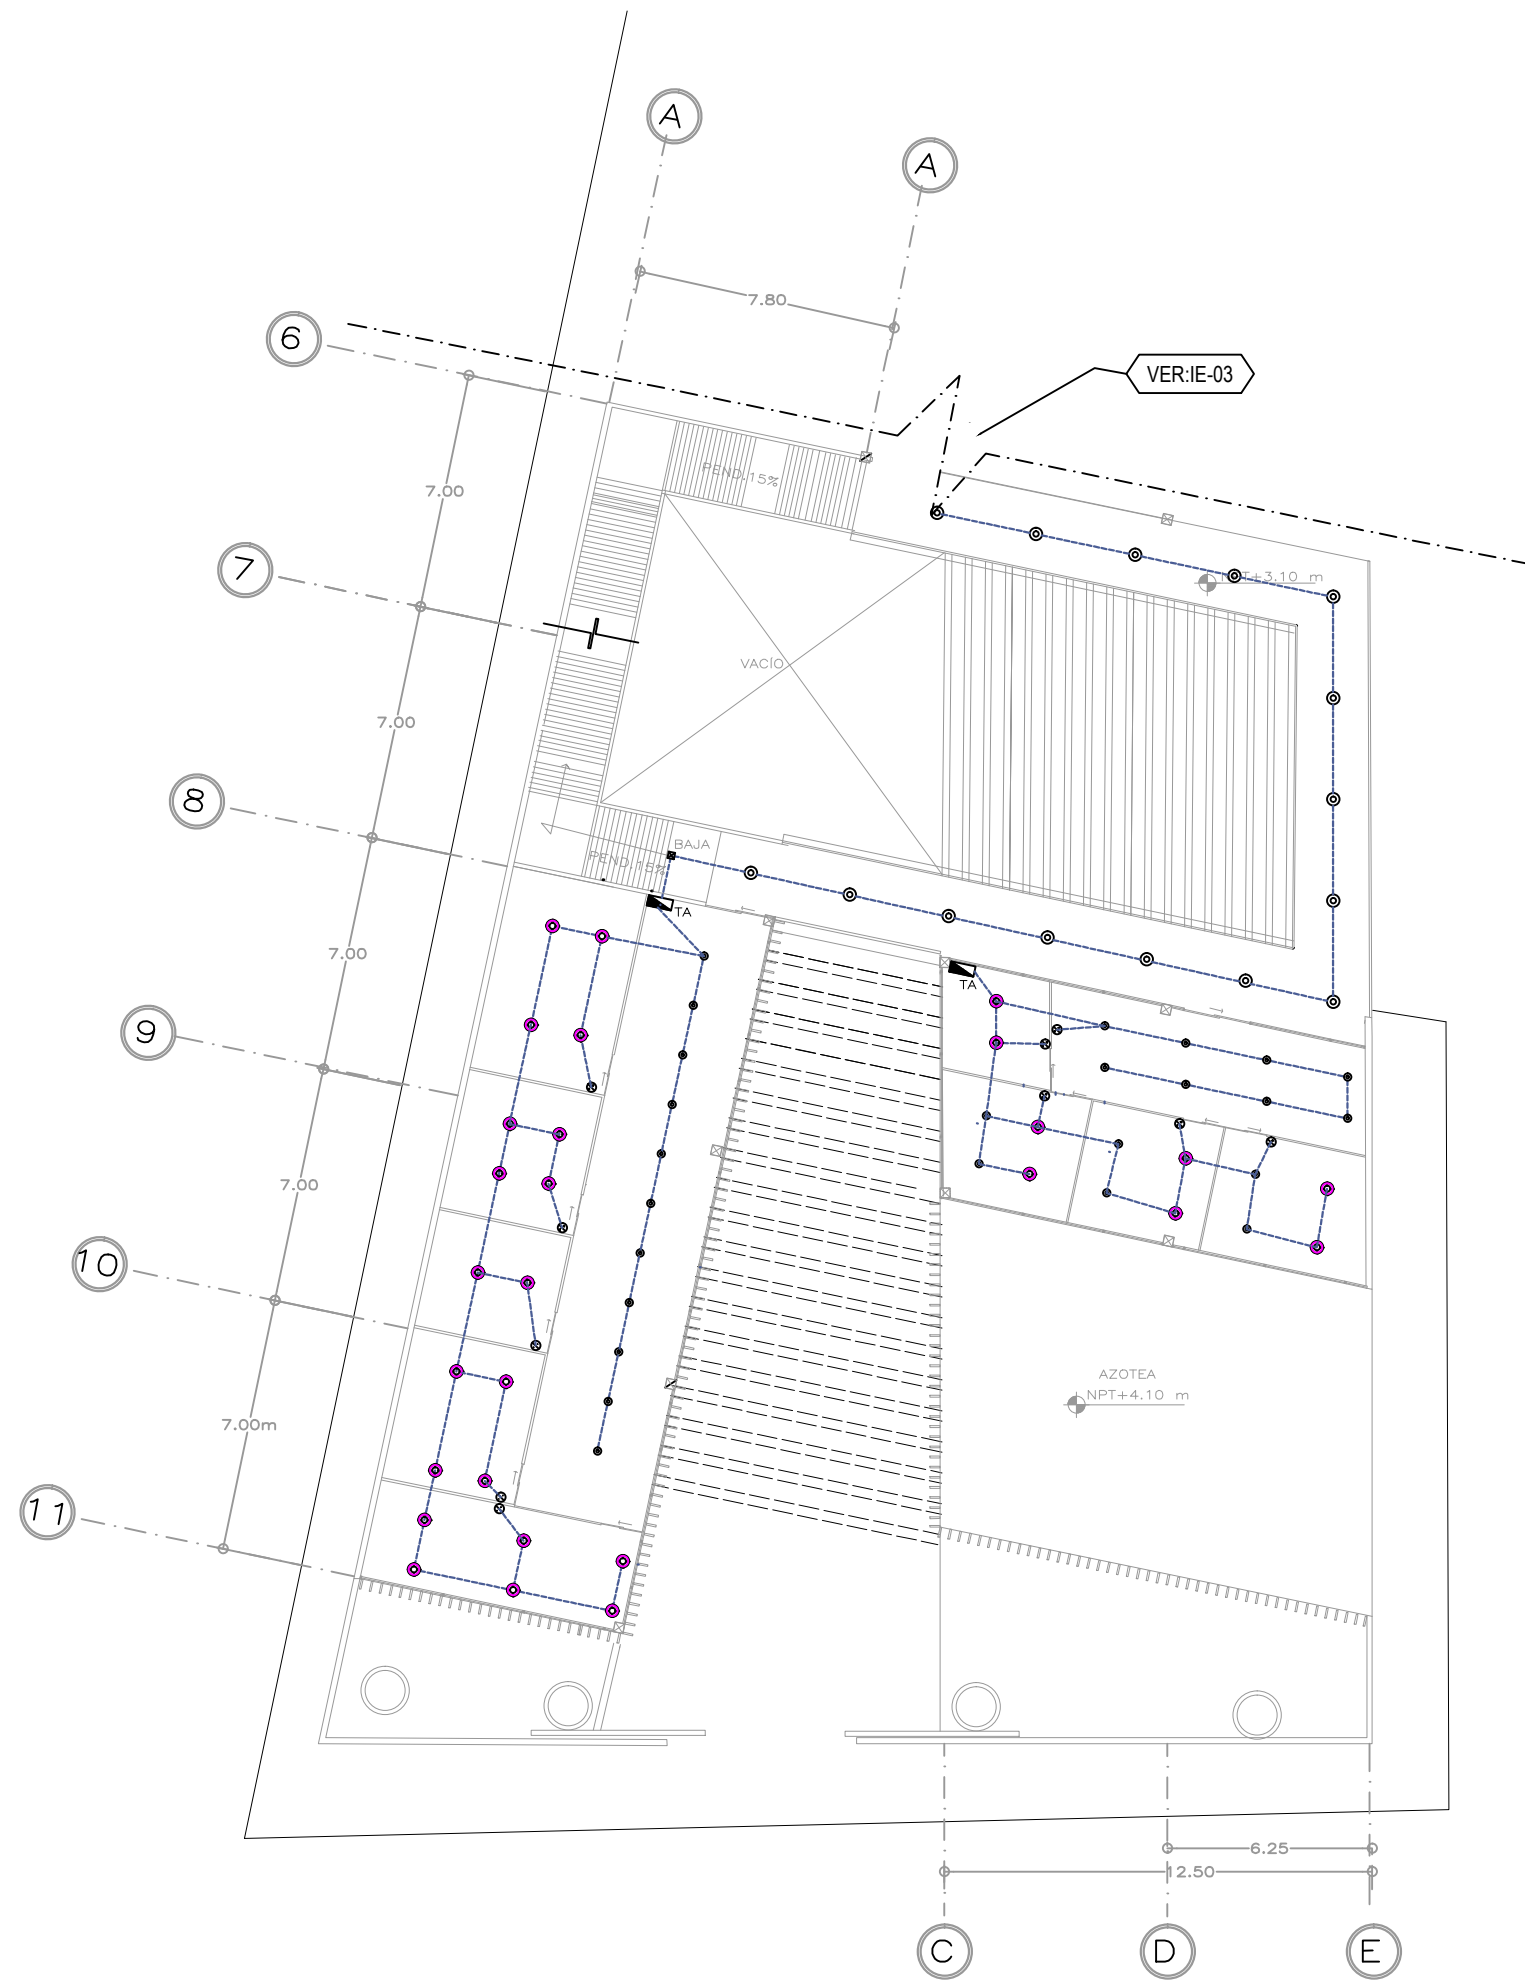 A
A
7.80
6
VER:IE-03
PEND.15%
7.00
7
NPT+3.10 m
VACÍO
7.00
8
BAJA
PEND.15%
TA
7.00
TA
9
7.00
10
AZOTEA
NPT+4.10 m
7.00m
11
6.25
12.50
C
D
E